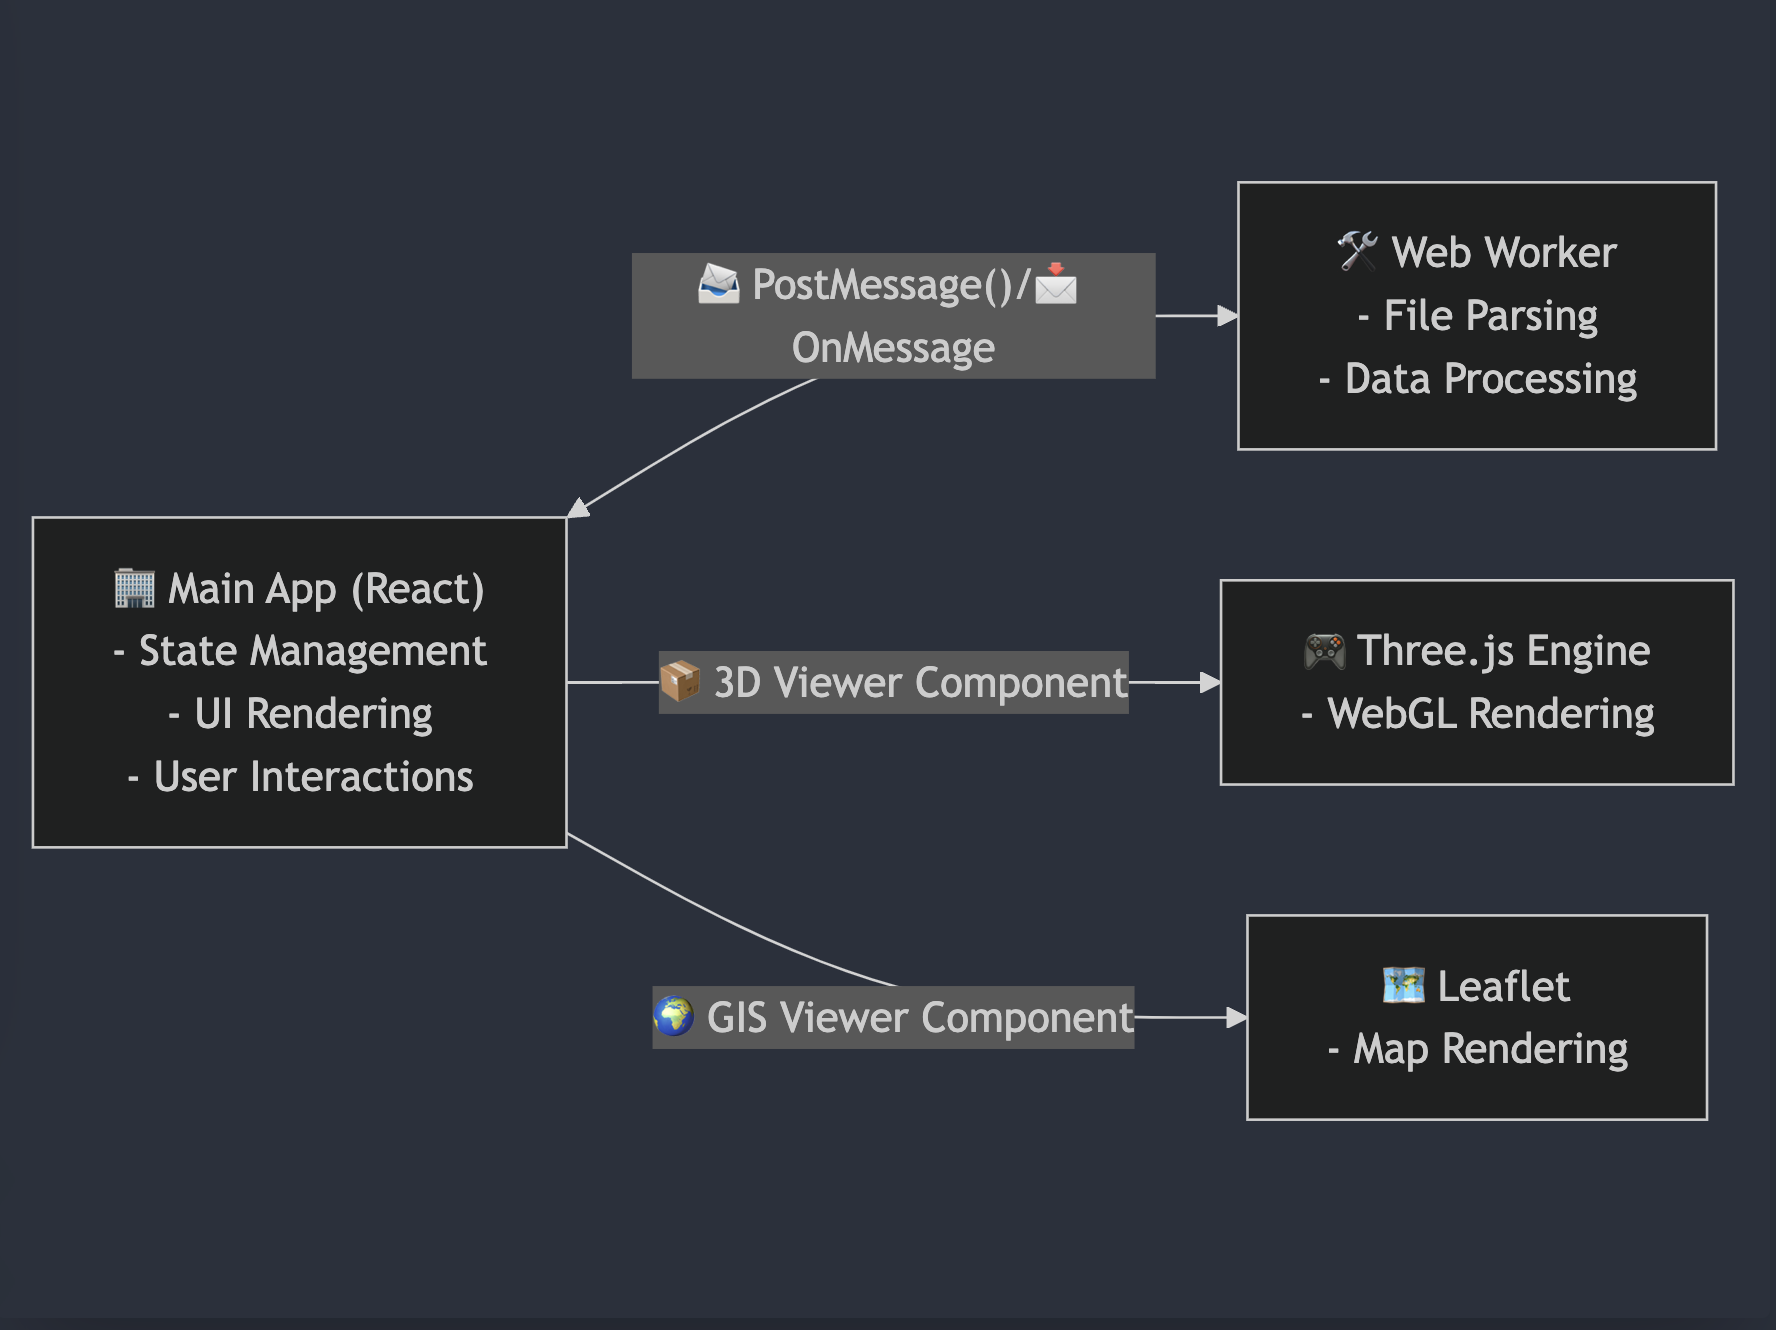 🏢 Main App (React)
- State Management
- UI Rendering
- User Interactions
📨 PostMessage()/📩
OnMessage
🛠️ Web Worker
- File Parsing
- Data Processing
📦 3D Viewer Component
🎮 Three.js Engine
- WebGL Rendering
🌍 GIS Viewer Component
🗺️ Leaflet
- Map Rendering